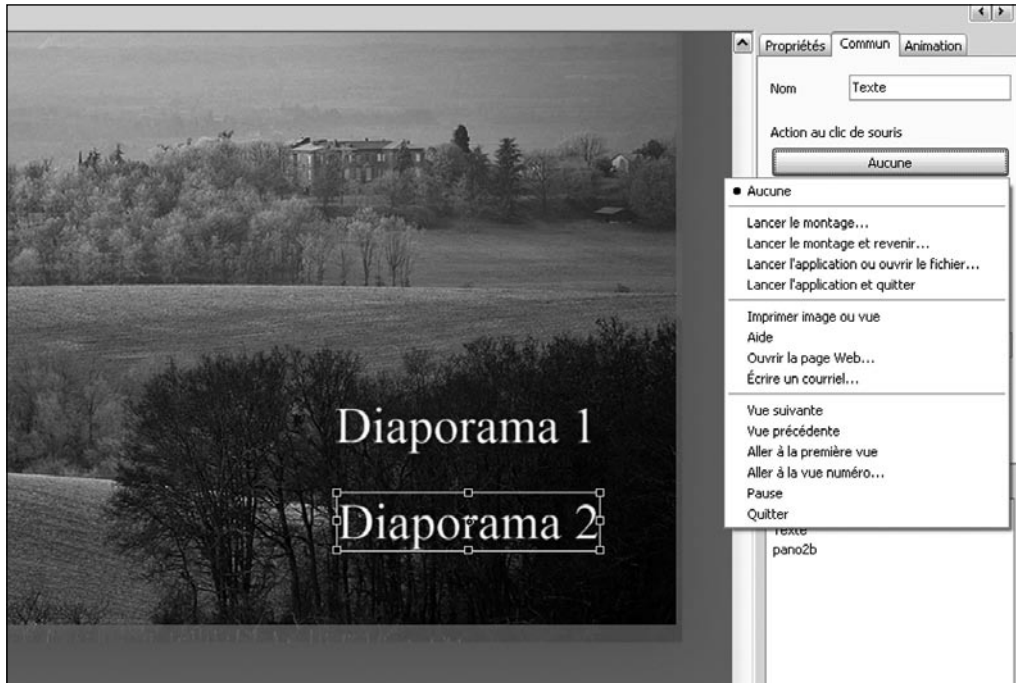 Propriétés Commun Animation
Nom Texte
Action au clic de souris
Aucune
Aucune
Lancer le montage...
Lancer le montage et revenir...
Lancer l'application ou ouvrir le fichier...
Lancer l'application et quitter
Imprimer image ou vue
Aide
Ouvrir la page Web...
Écrire un courriel...
Vue suivante
Vue précédente
Aller à la première vue
Aller à la vue numéro...
Pause
Quitter
Texte
pano2b
Diaporama 1
Diaporama 2